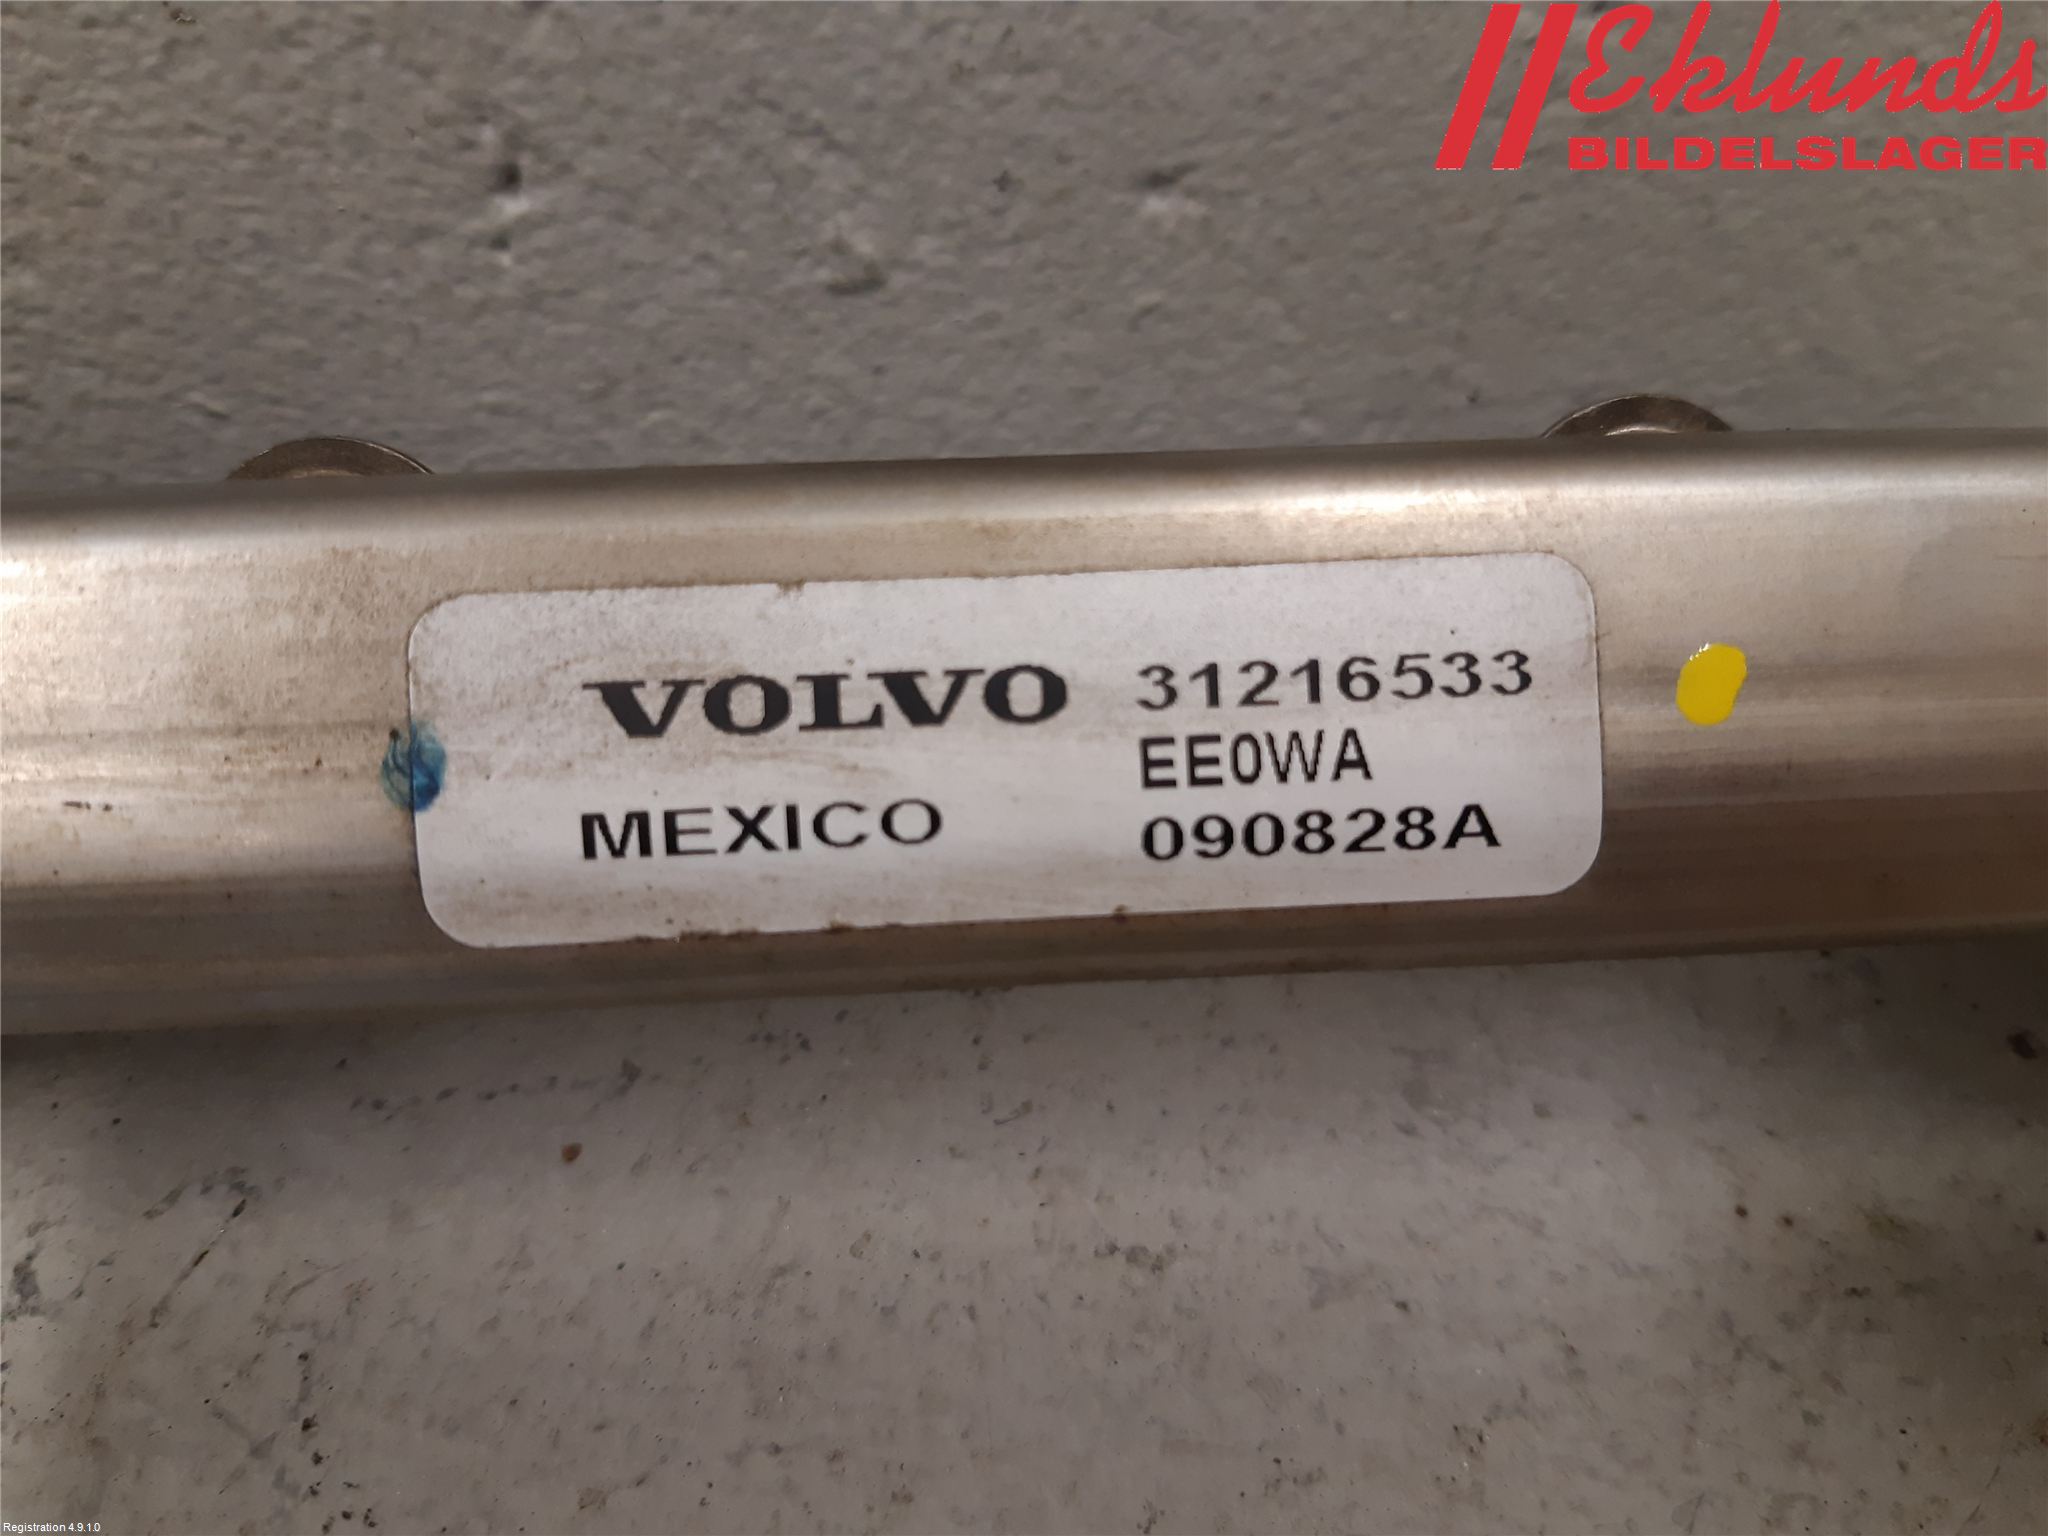 Eklunds
BILDELSLAGER
VOLVO 31216533
EE0WA
MEXICO 090828A
Registration 4.9.1.0